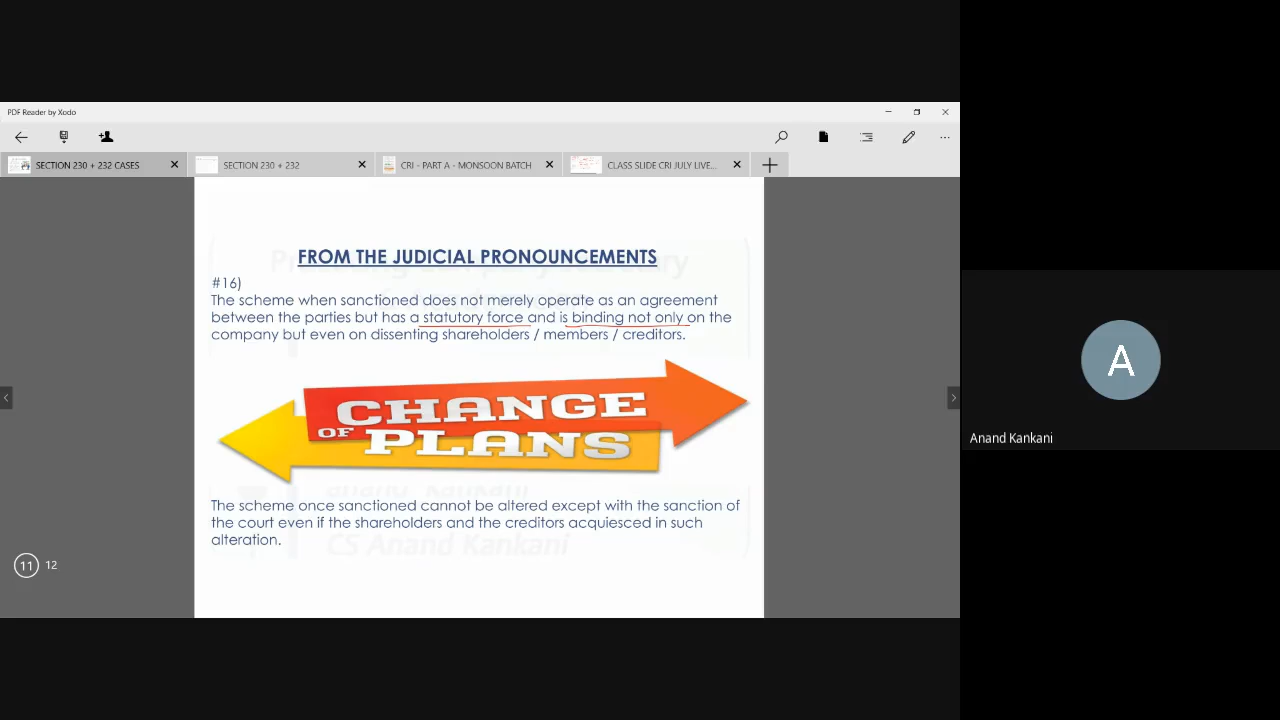 PDF Reader by Xodo
SECTION 230 + 232 CASES
SECTION 230 + 232
CRI - PART A - MONSOON BATCH
CLASS SLIDE CRI JULY LIVE...
FROM THE JUDICIAL PRONOUNCEMENTS
#16)
The scheme when sanctioned does not merely operate as an agreement
between the parties but has a statutory force and is binding not only on the
company but even on dissenting shareholders / members / creditors.
CHANGE
OF PLANS
The scheme once sanctioned cannot be altered except with the sanction of
the court even if the shareholders and the creditors acquiesced in such
alteration.
CS Anand Kankani
11 12
A
Anand Kankani